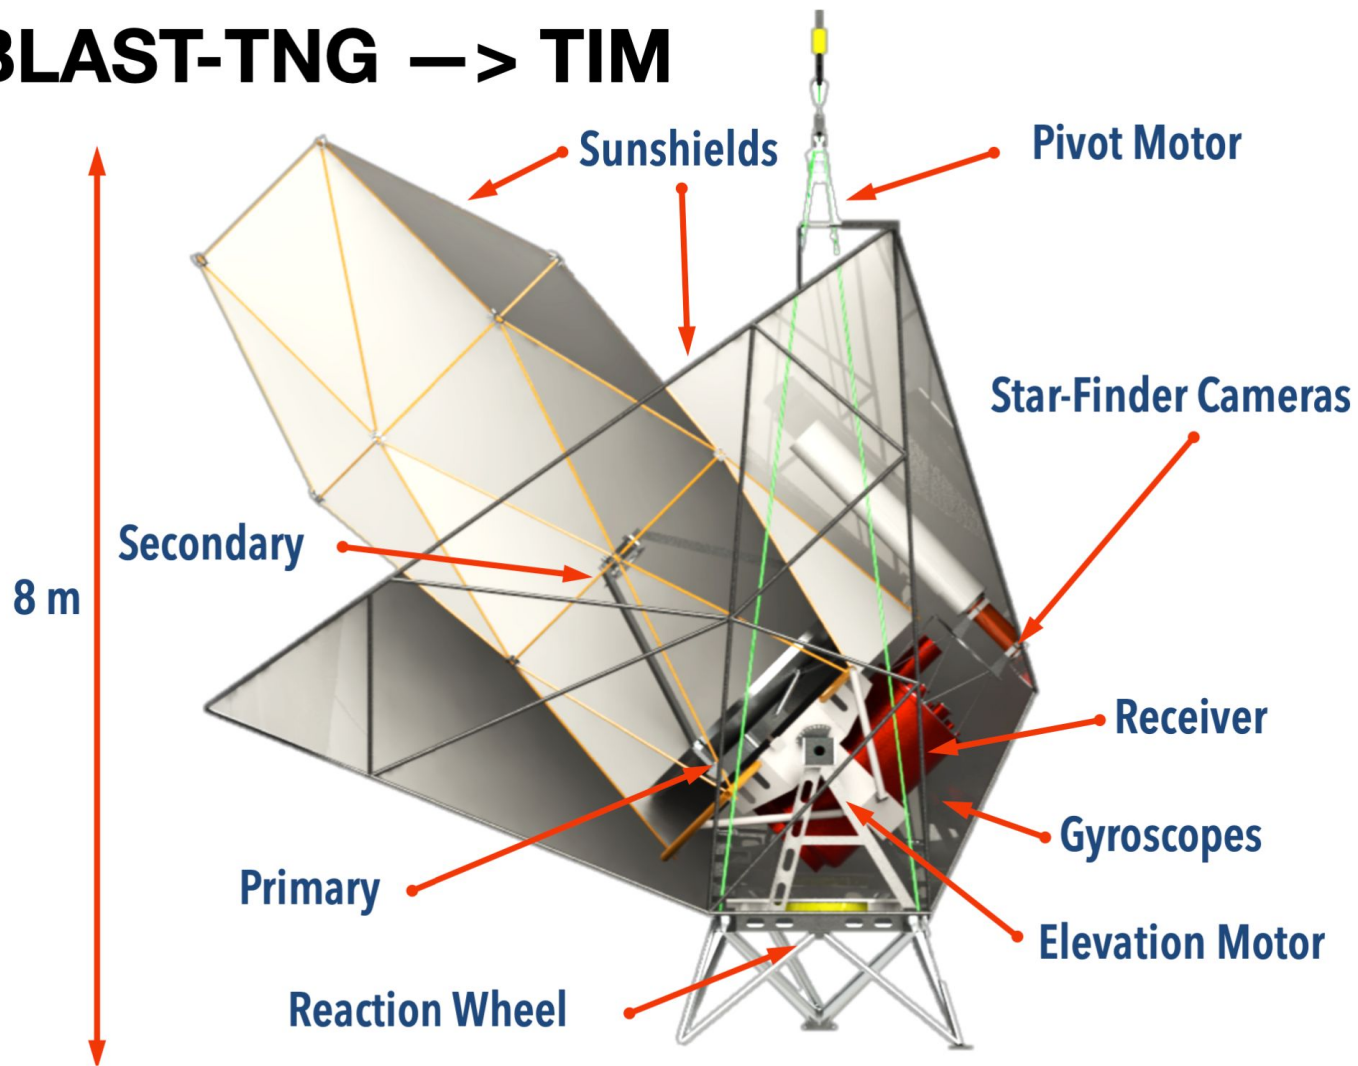 BLAST-TNG —> TIM
Sunshields
Pivot Motor
Star-Finder Cameras
Secondary
8 m
Receiver
Gyroscopes
Primary
Elevation Motor
Reaction Wheel